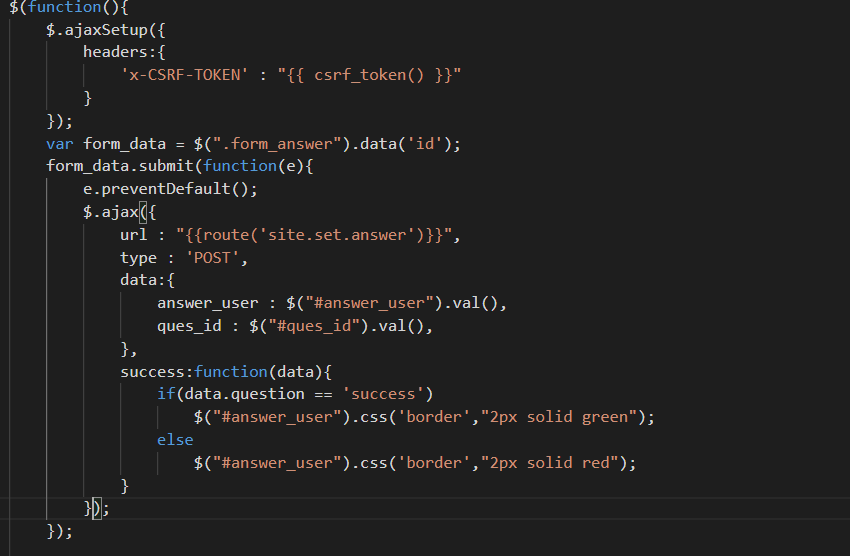 $(function(){
$.ajaxSetup({
headers:{
'x-CSRF-TOKEN' : "{{ csrf_token() }}"
}
});
var form_data = $(".form_answer").data('id');
form_data.submit(function(e){
e.preventDefault();
$.ajax({
url : "{{route('site.set.answer')}}",
type : 'POST',
data:{
answer_user : $("#answer_user").val(),
ques_id : $("#ques_id").val(),
},
success:function(data){
if(data.question == 'success')
$("#answer_user").css('border',"2px solid green");
else
$("#answer_user").css('border',"2px solid red");
}
});
});